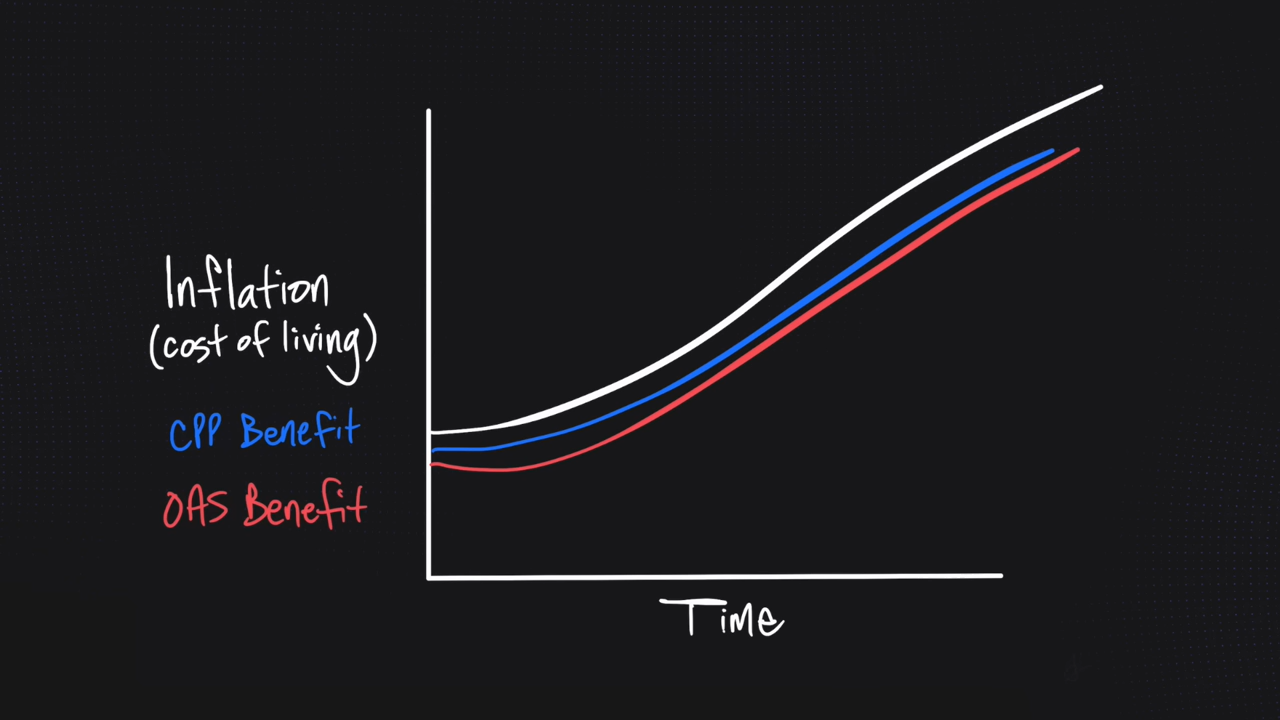 Inflation
(cost of living)
CPP Benefit
OAS Benefit
Time